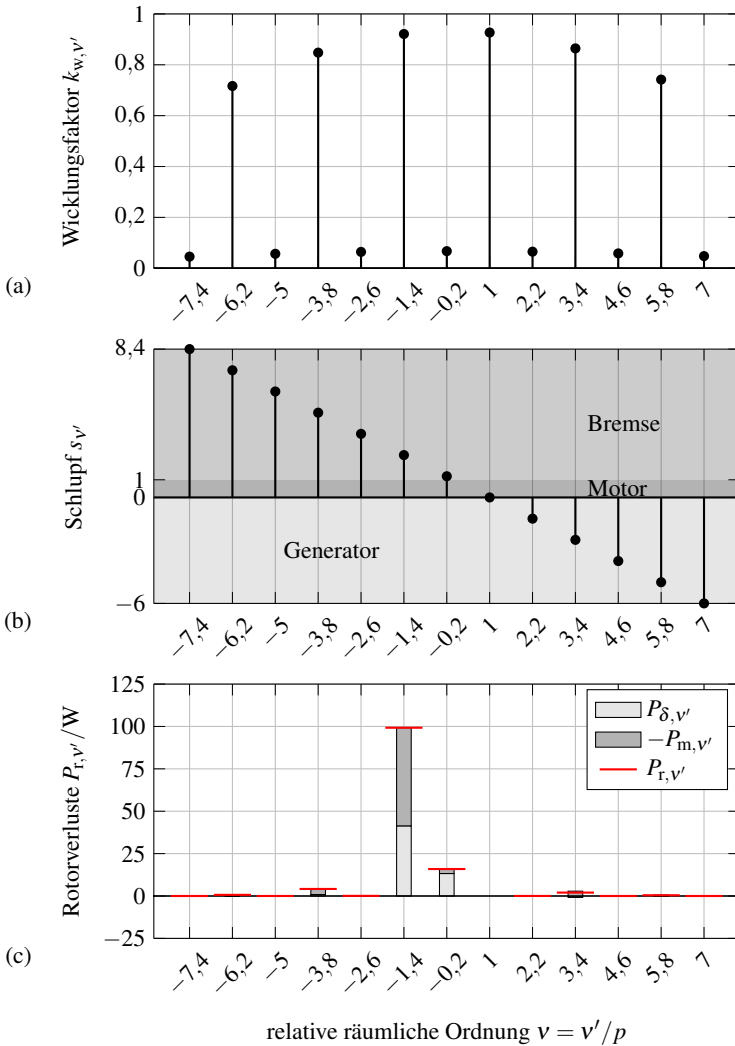 Wicklungsfaktor k_w,ν′
1
0,8
0,6
0,4
0,2
0
(a)
−7,4 −6,2 −5 −3,8 −2,6 −1,4 −0,2 1 2,2 3,4 4,6 5,8 7
Schlupf s_ν′
8,4
1
0
−6
Bremse
Motor
Generator
(b)
−7,4 −6,2 −5 −3,8 −2,6 −1,4 −0,2 1 2,2 3,4 4,6 5,8 7
Rotorverluste P_r,ν′/W
125
100
75
50
25
0
−25
P_δ,ν′
−P_m,ν′
P_r,ν′
(c)
−7,4 −6,2 −5 −3,8 −2,6 −1,4 −0,2 1 2,2 3,4 4,6 5,8 7
relative räumliche Ordnung ν = ν′/p